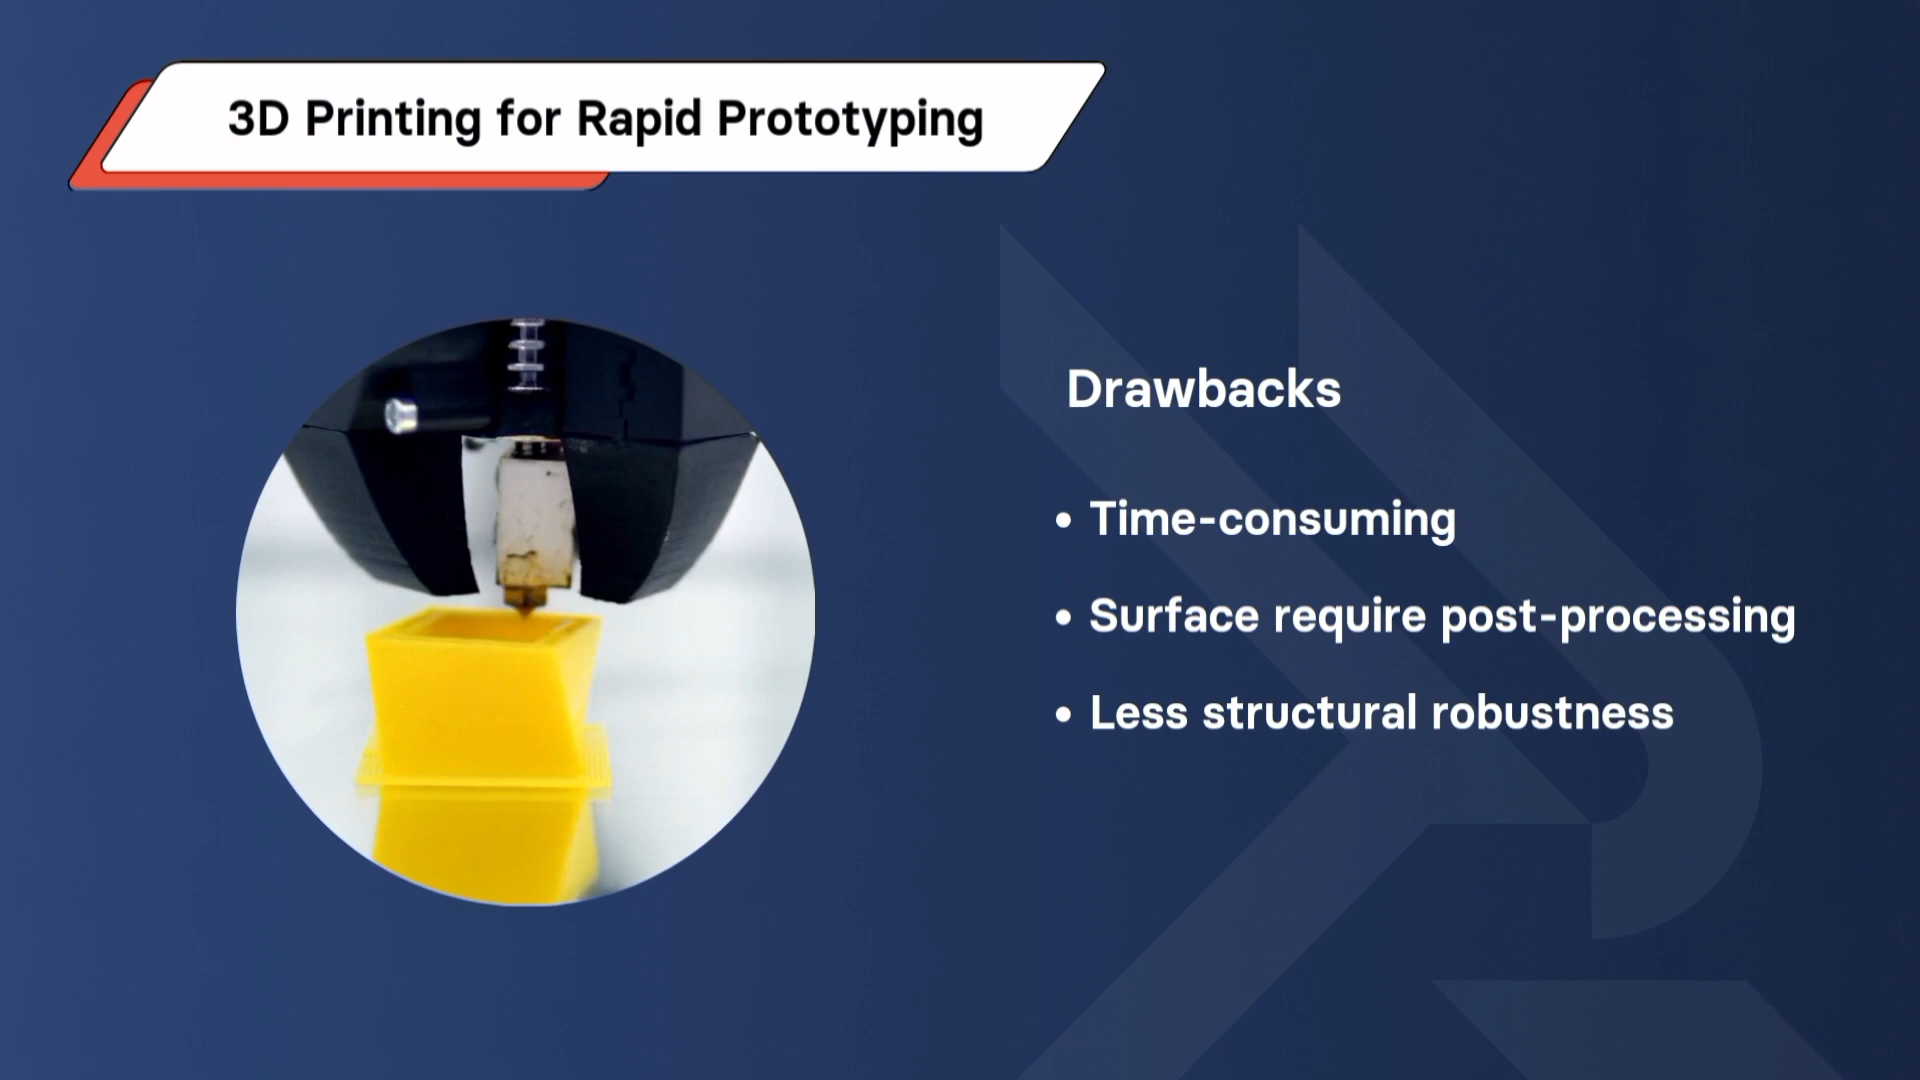 3D Printing for Rapid Prototyping
Drawbacks
• Time-consuming
• Surface require post-processing
• Less structural robustness